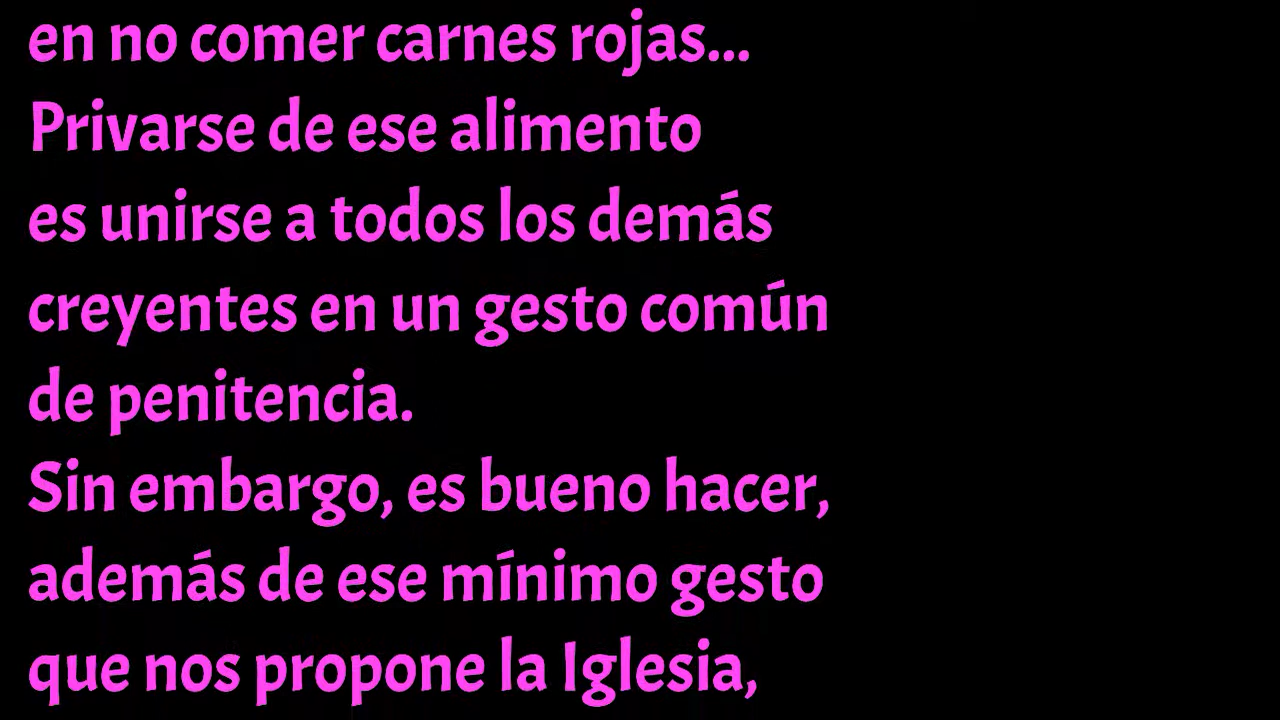 en no comer carnes rojas...
Privarse de ese alimento
es unirse a todos los demás
creyentes en un gesto común
de penitencia.
Sin embargo, es bueno hacer,
además de ese mínimo gesto
que nos propone la Iglesia,